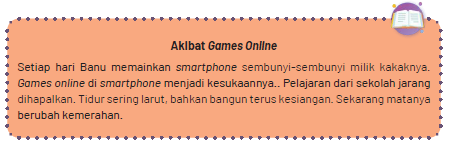 Akibat Games Online
Setiap hari Banu memainkan smartphone sembunyi-sembunyi milik kakaknya.
Games online di smartphone menjadi kesukaannya.. Pelajaran dari sekolah jarang
dihapalkan. Tidur sering larut, bahkan bangun terus kesiangan. Sekarang matanya
berubah kemerahan.